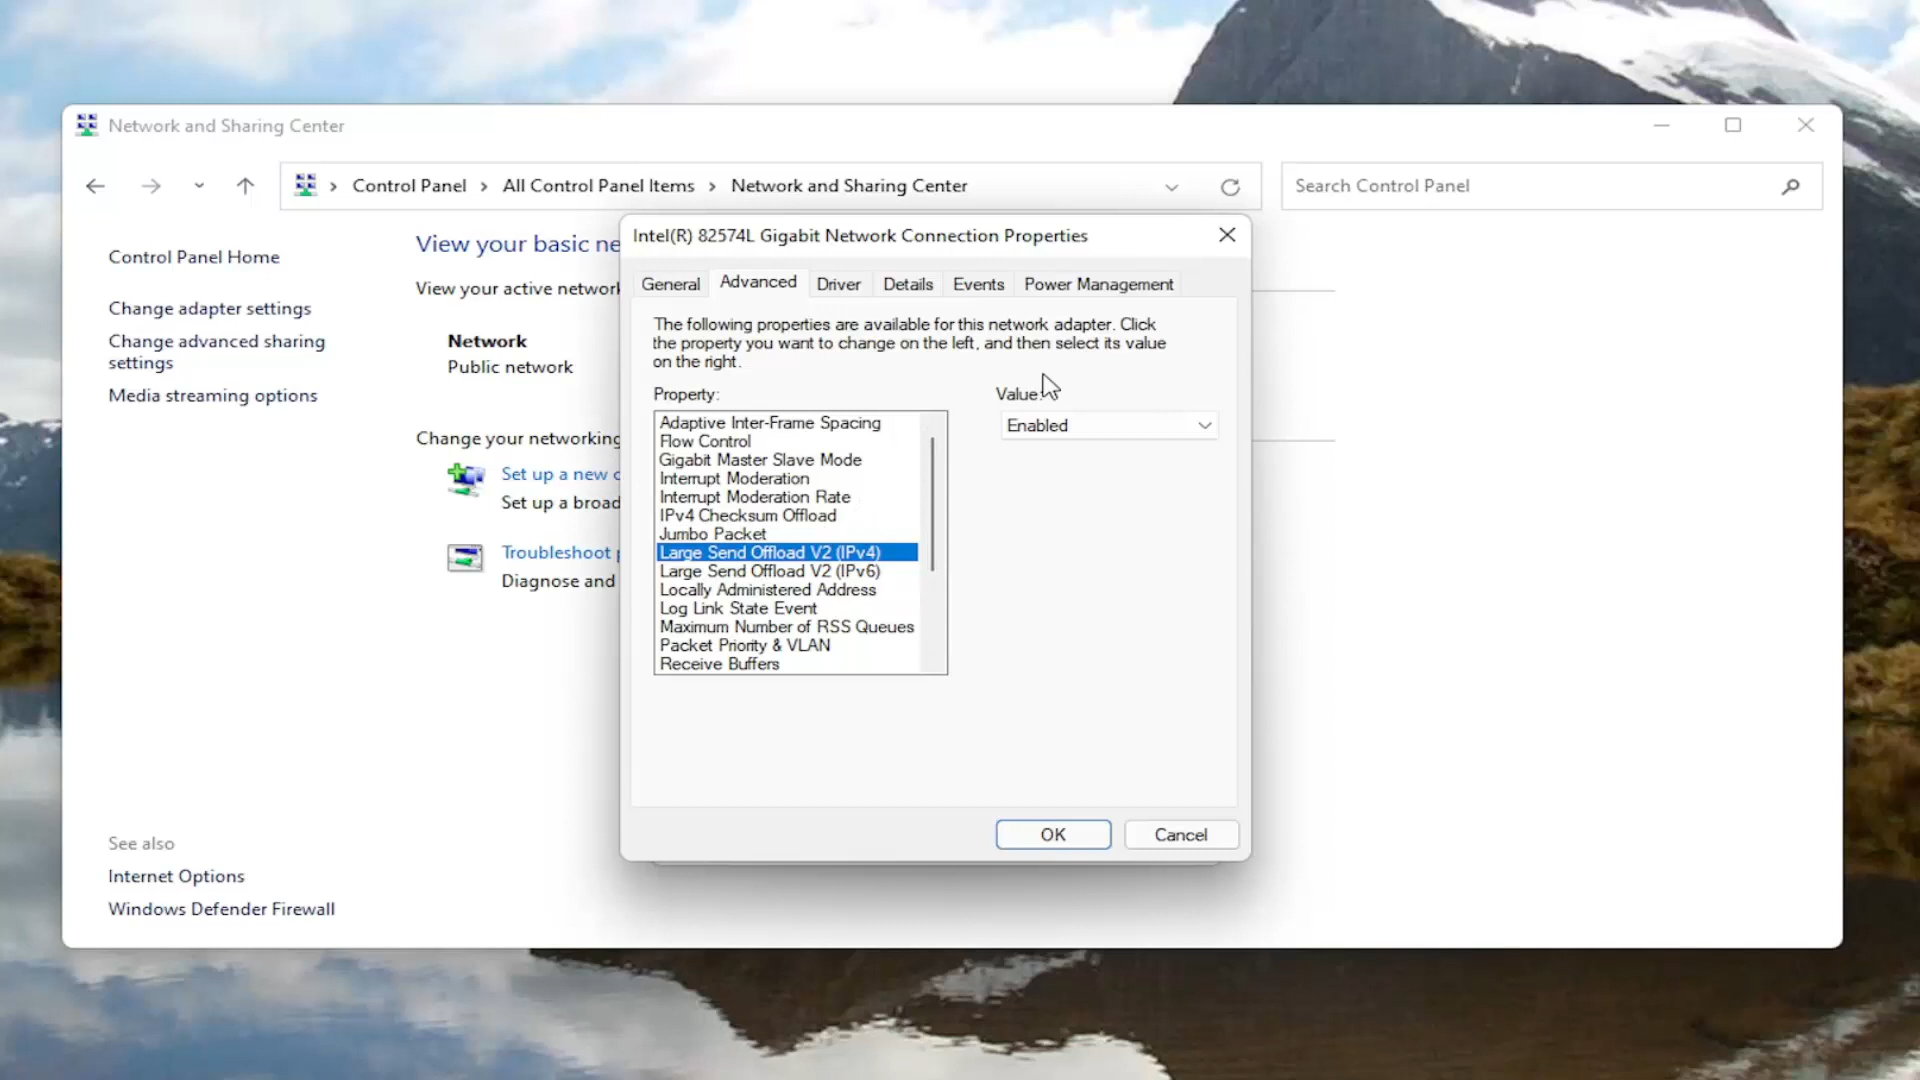 Network and Sharing Center
Control Panel > All Control Panel Items > Network and Sharing Center
Search Control Panel
Control Panel Home
Change adapter settings
Change advanced sharing
settings
Media streaming options
See also
Internet Options
Windows Defender Firewall
View your basic ne
View your active network
Network
Public network
Change your networking
Set up a new c
Set up a broad
Troubleshoot p
Diagnose and
Intel(R) 82574L Gigabit Network Connection Properties
General
Advanced
Driver
Details
Events
Power Management
The following properties are available for this network adapter. Click
the property you want to change on the left, and then select its value
on the right.
Property:
Value:
Adaptive Inter-Frame Spacing
Flow Control
Gigabit Master Slave Mode
Interrupt Moderation
Interrupt Moderation Rate
IPv4 Checksum Offload
Jumbo Packet
Large Send Offload V2 (IPv4)
Large Send Offload V2 (IPv6)
Locally Administered Address
Log Link State Event
Maximum Number of RSS Queues
Packet Priority & VLAN
Receive Buffers
Enabled
OK
Cancel